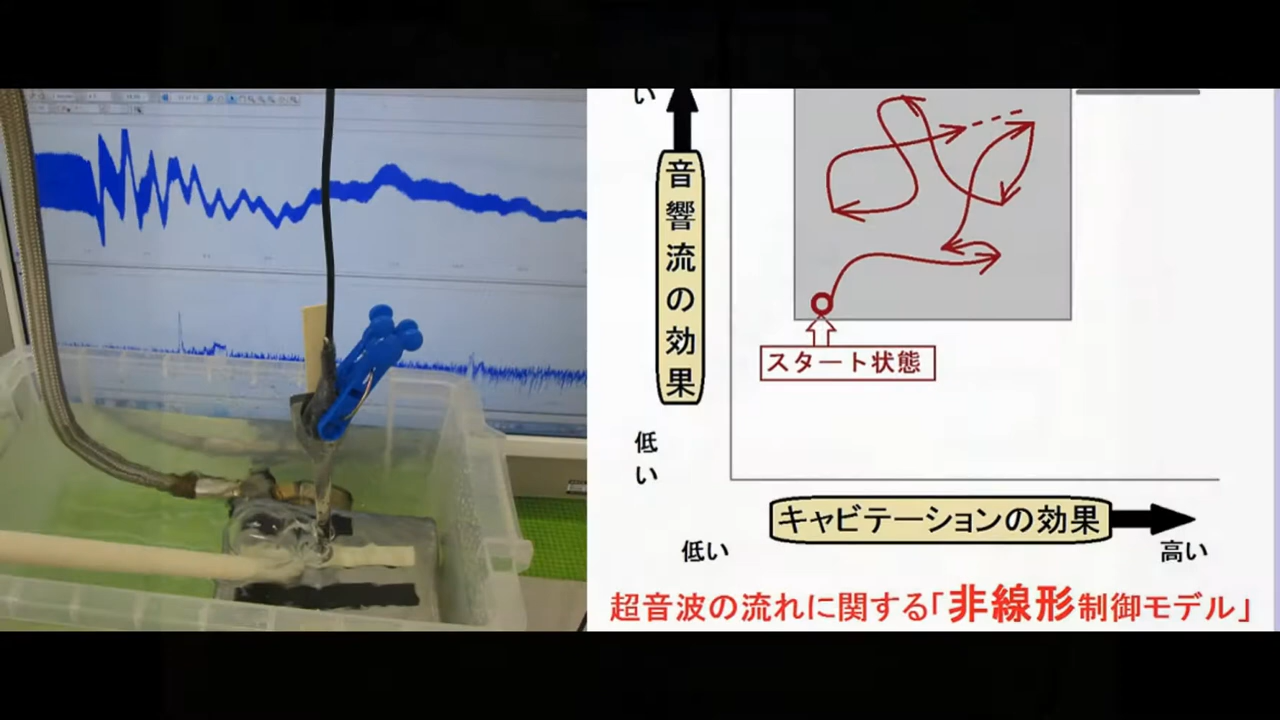 い
音響流の効果
スタート状態
低い
キャビテーションの効果
低い
高い
超音波の流れに関する「非線形制御モデル」